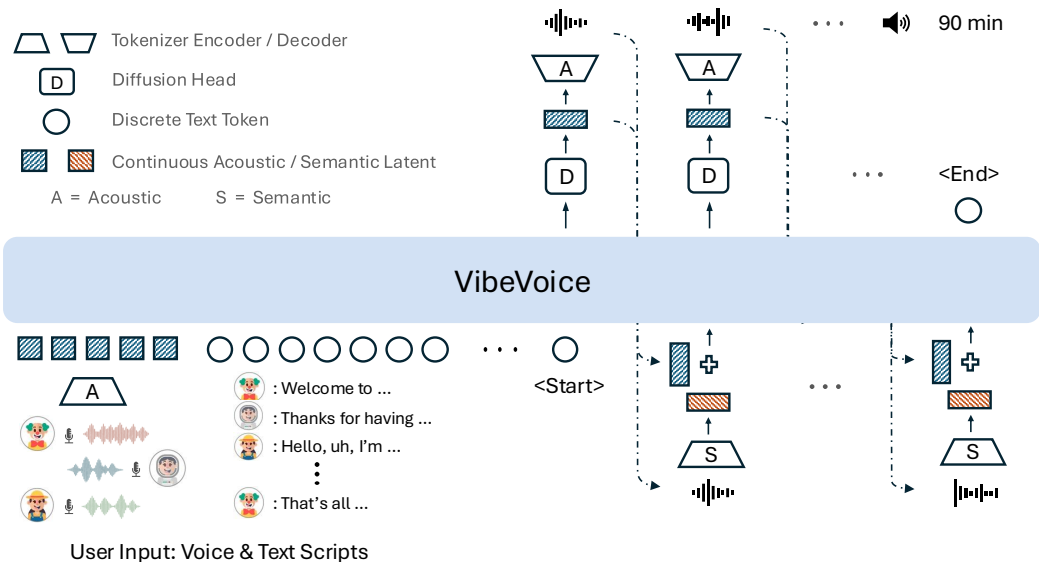 Tokenizer Encoder / Decoder
D Diffusion Head
Discrete Text Token
Continuous Acoustic / Semantic Latent
A = Acoustic S = Semantic
··· 90 min
A A
D D ··· <End>
VibeVoice
···
<Start>
A
: Welcome to ...
: Thanks for having ...
: Hello, uh, I'm ...
⋮
: That's all ...
···
S S
User Input: Voice & Text Scripts